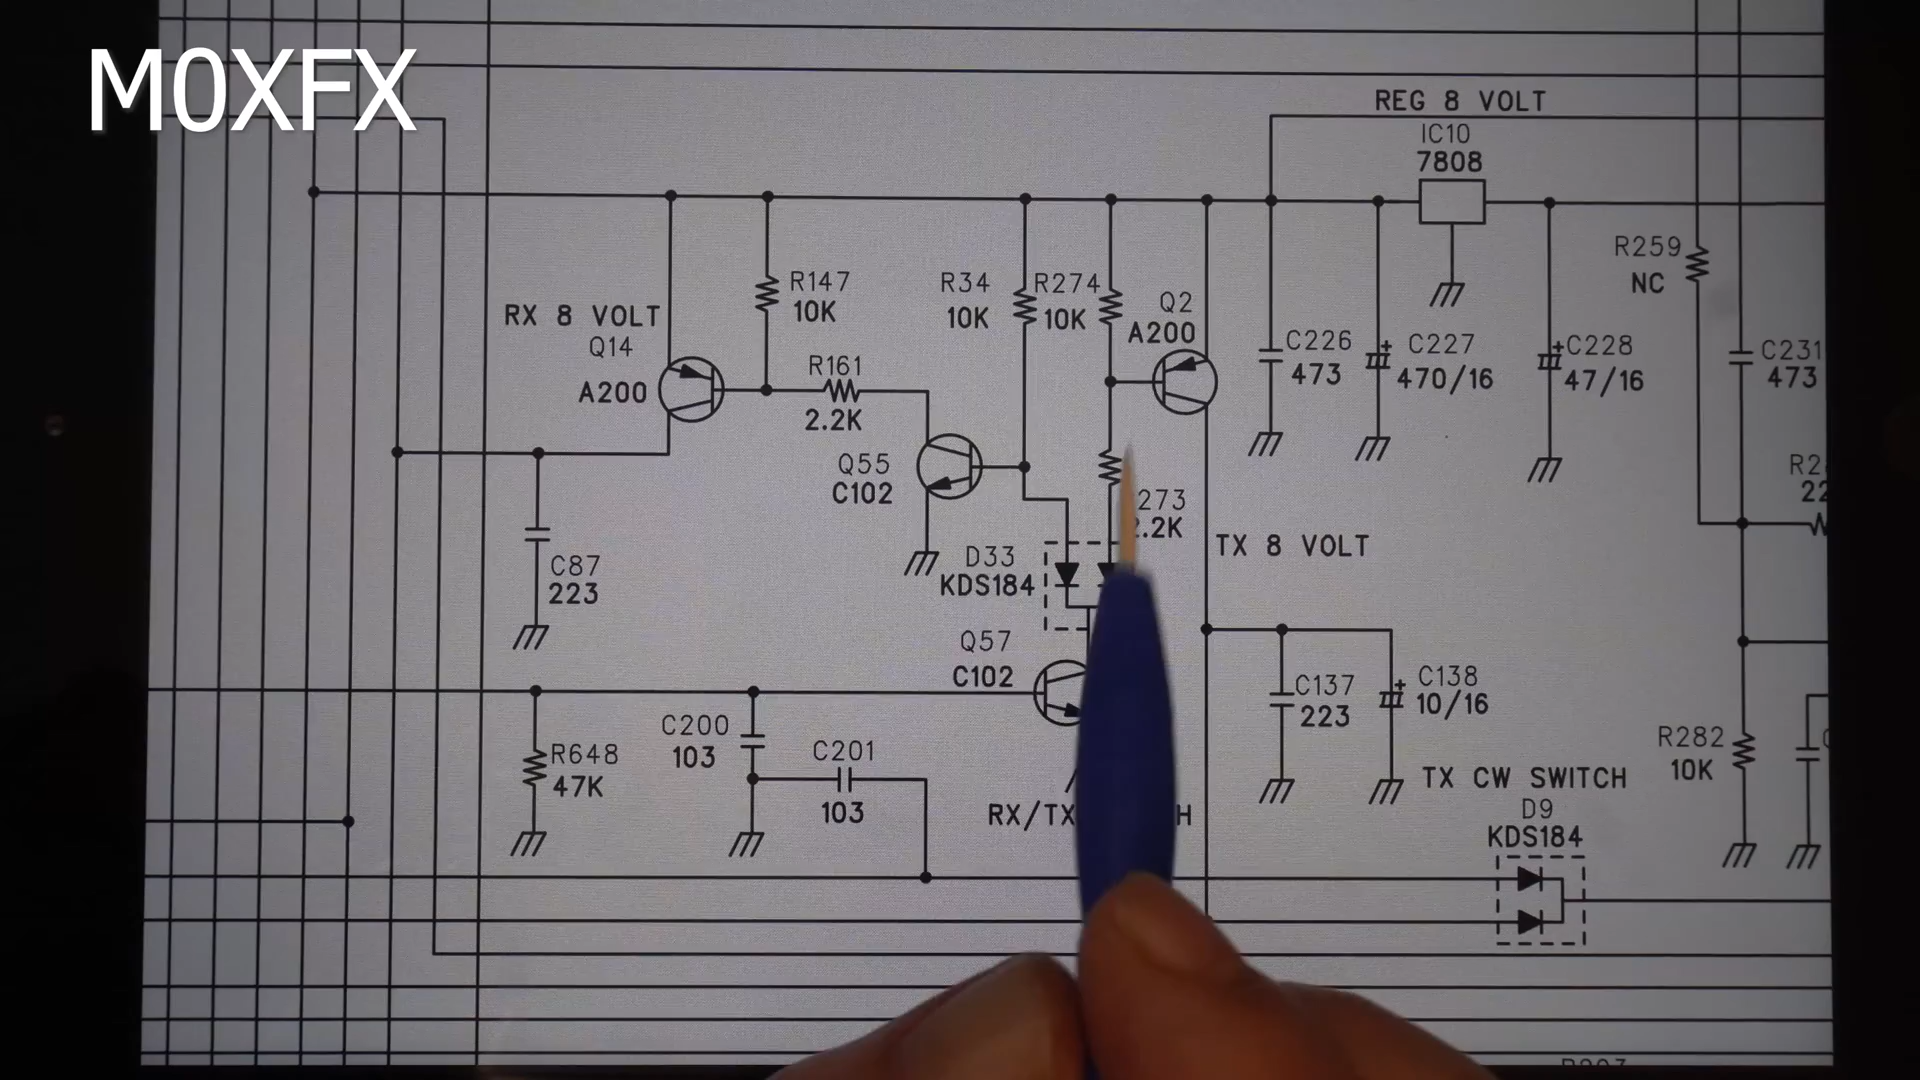 M0XFX
REG 8 VOLT
IC10
7808
R259
NC
R147
10K
R34
10K
R274
10K
Q2
A200
RX 8 VOLT
Q14
A200
R161
2.2K
C226
473
C227
470/16
C228
47/16
C231
473
Q55
C102
273
.2K
C87
223
D33
KDS184
TX 8 VOLT
Q57
C102
C200
103
C201
103
R648
47K
C137
223
C138
10/16
R282
10K
RX/TX
H
TX CW SWITCH
D9
KDS184